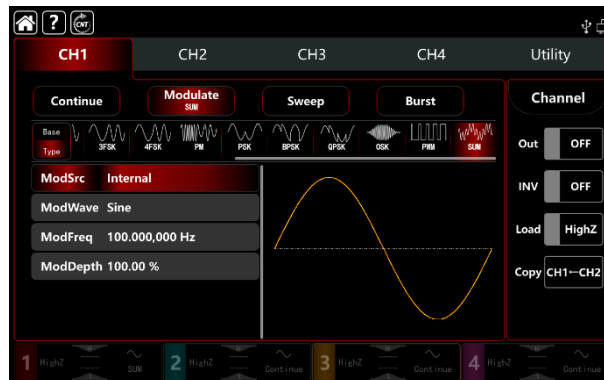 ? CNT
CH1 CH2 CH3 CH4 Utility
Continue Modulate SUM Sweep Burst Channel
Base Type 3FSK 4FSK PM PSK BPSK QPSK OSK PWM SUM
Out OFF
ModSrc Internal
INV OFF
ModWave Sine
Load HighZ
ModFreq 100.000,000 Hz
ModDepth 100.00 %
Copy CH1←CH2
1 HighZ SUM 2 HighZ Continue 3 HighZ Continue 4 HighZ Continue